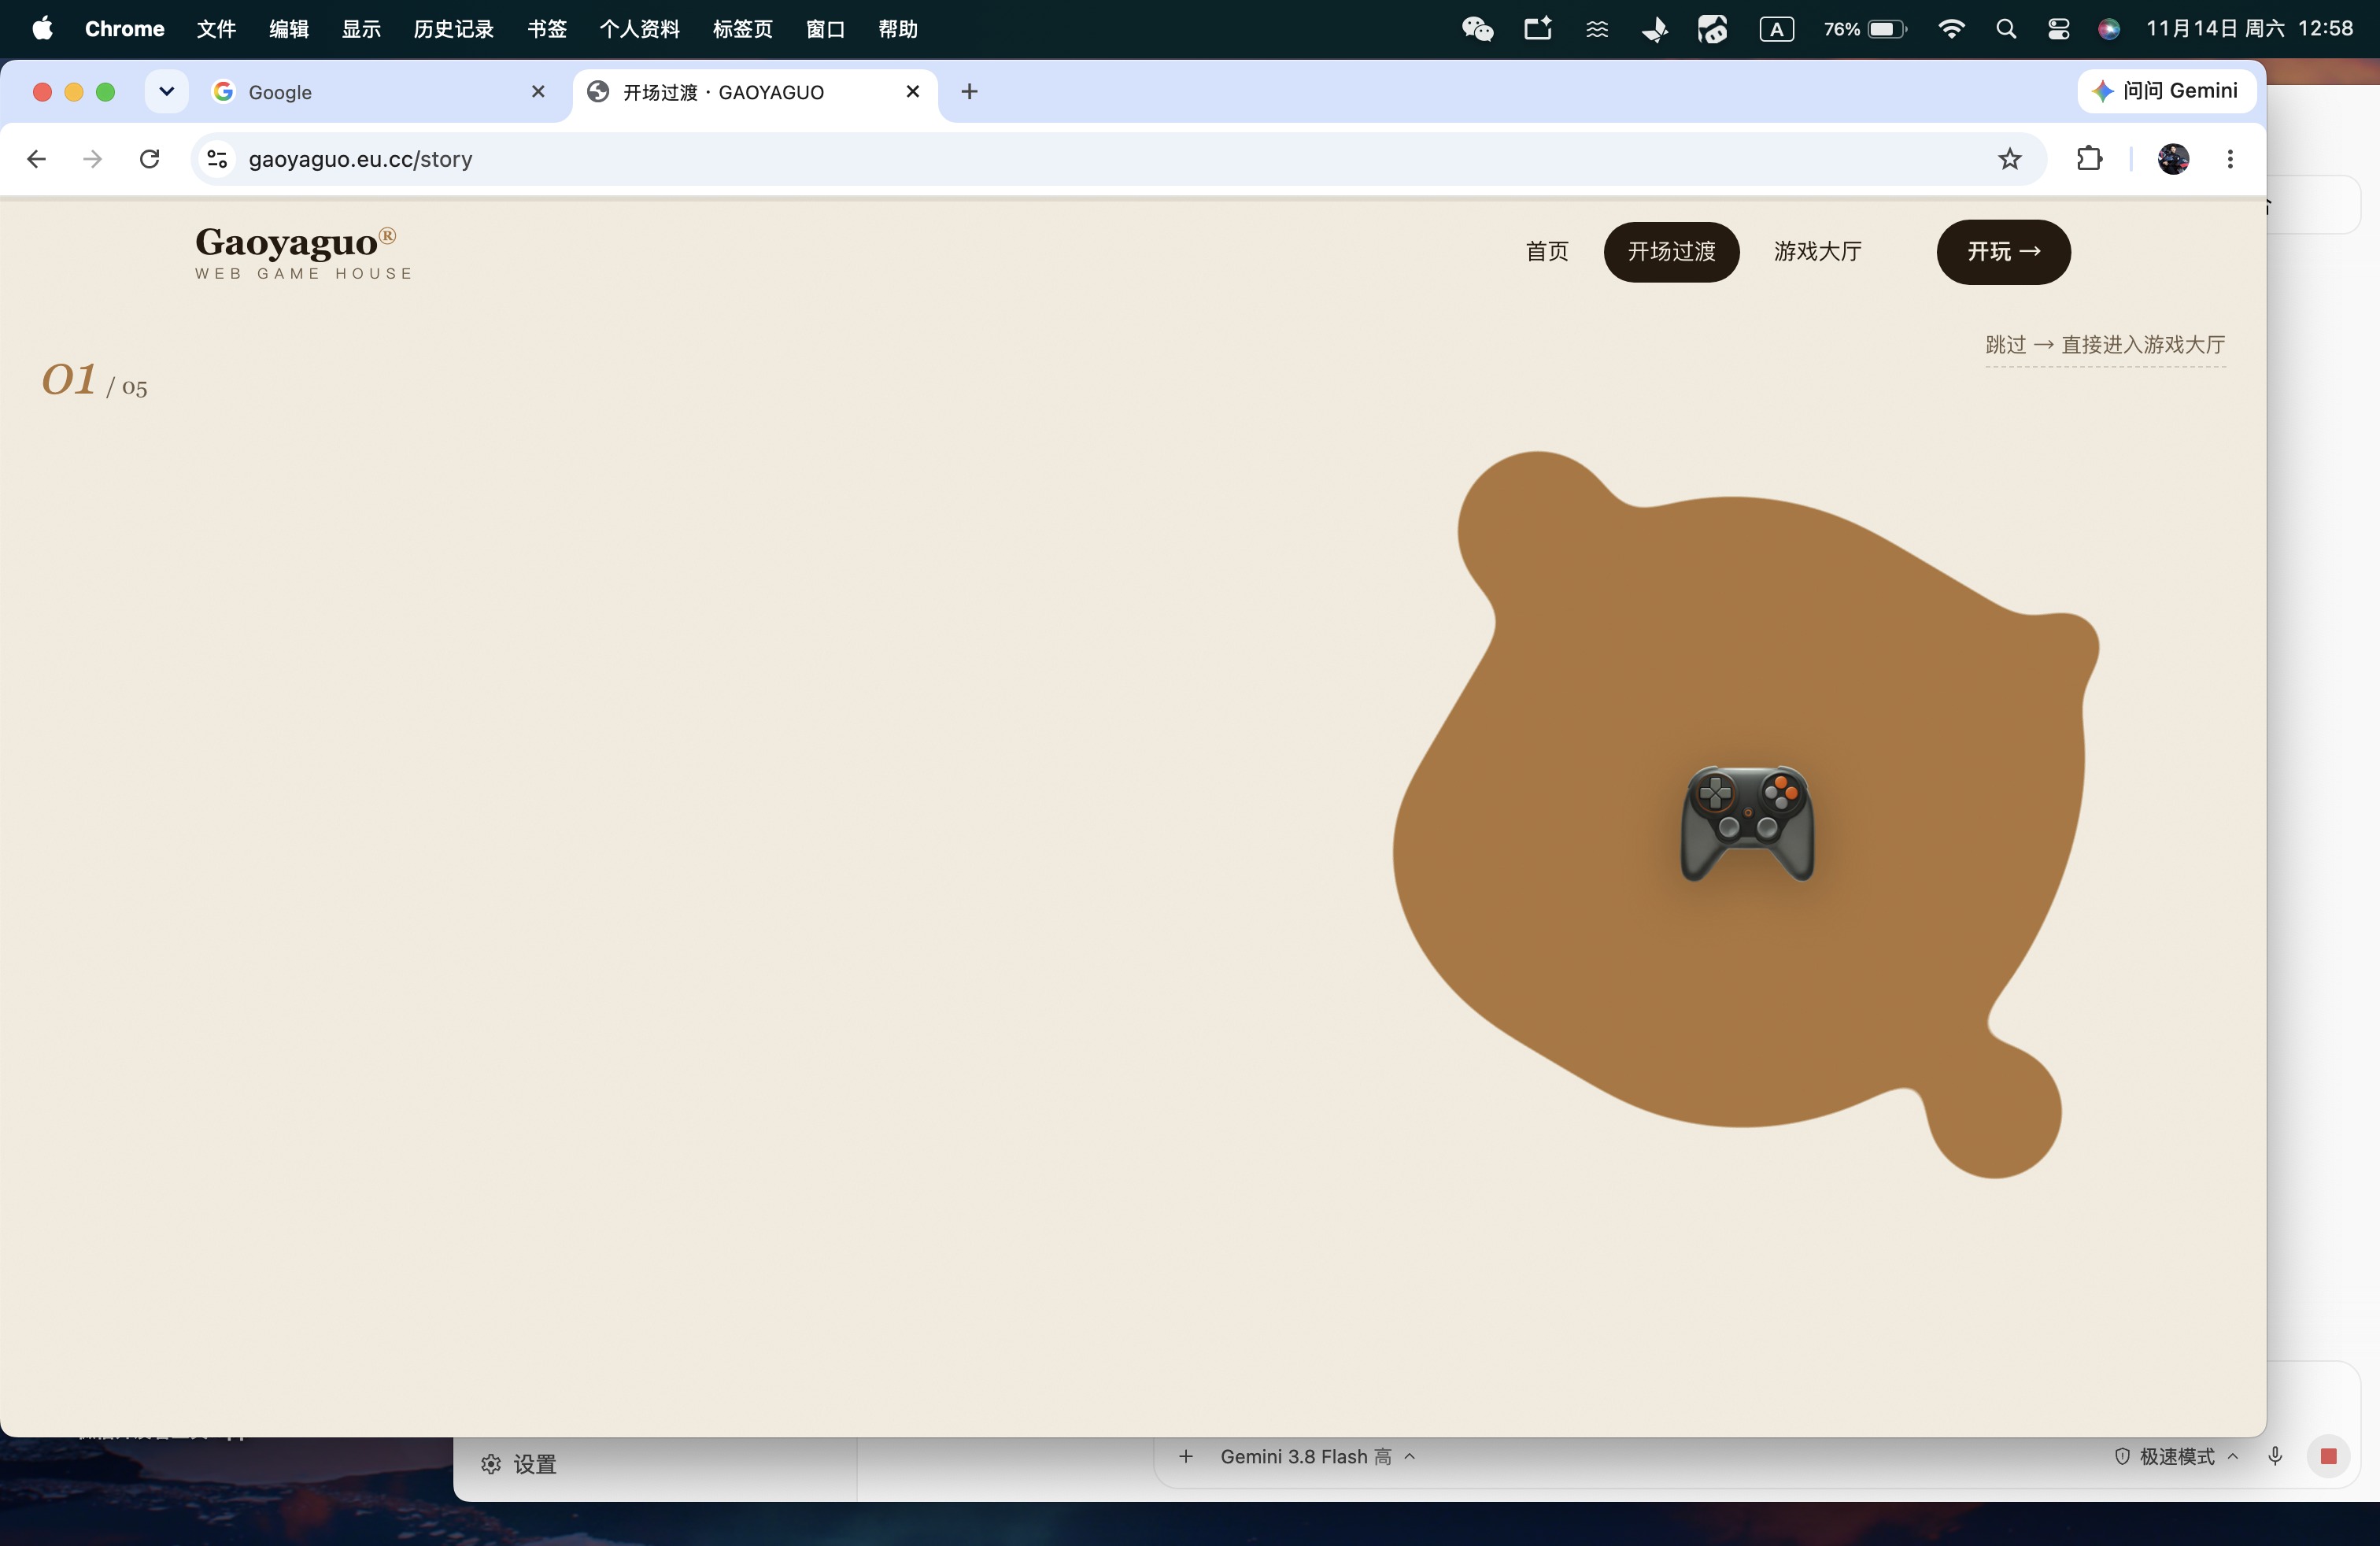 Chrome 文件 编辑 显示 历史记录 书签 个人资料 标签页 窗口 帮助 A 76% 11月14日 周六 12:58
Google 开场过渡 · GAOYAGUO 问问 Gemini
gaoyaguo.eu.cc/story
Gaoyaguo®
WEB GAME HOUSE
首页 开场过渡 游戏大厅 开玩 →
跳过 → 直接进入游戏大厅
01 / 05
设置 Gemini 3.8 Flash 高 极速模式